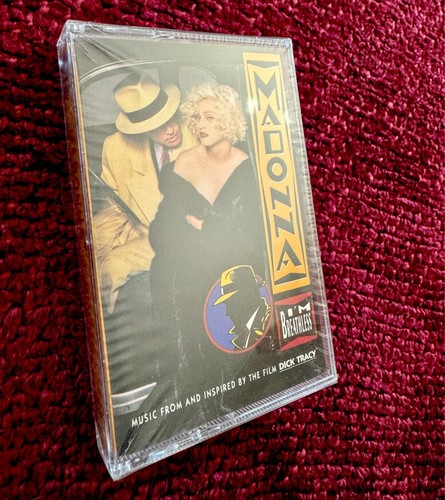 MADONNA
I'M
BREATHLESS
MUSIC FROM AND INSPIRED BY THE FILM DICK TRACY